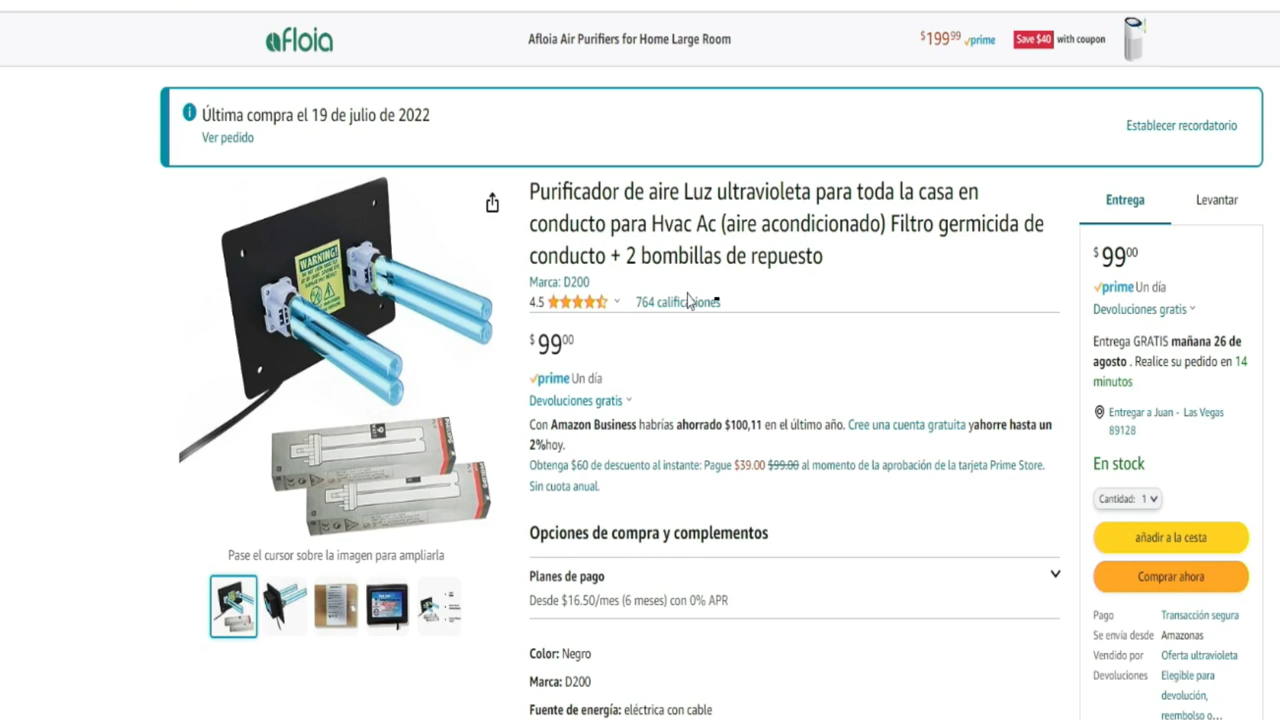 afloia
Afloia Air Purifiers for Home Large Room
$199⁹⁹ prime
Save $40 with coupon
Última compra el 19 de julio de 2022
Ver pedido
Establecer recordatorio
WARNING!
Pase el cursor sobre la imagen para ampliarla
Purificador de aire Luz ultravioleta para toda la casa en
conducto para Hvac Ac (aire acondicionado) Filtro germicida de
conducto + 2 bombillas de repuesto
Marca: D200
4.5
764 calificaciones
$99⁰⁰
prime Un día
Devoluciones gratis
Con Amazon Business habrías ahorrado $100,11 en el último año. Cree una cuenta gratuita yahorre hasta un
2%hoy.
Obtenga $60 de descuento al instante: Pague $39.00 $99.00 al momento de la aprobación de la tarjeta Prime Store.
Sin cuota anual.
Opciones de compra y complementos
Planes de pago
Desde $16.50/mes (6 meses) con 0% APR
Color: Negro
Marca: D200
Fuente de energía: eléctrica con cable
Entrega
Levantar
$99⁰⁰
prime Un día
Devoluciones gratis
Entrega GRATIS mañana 26 de
agosto . Realice su pedido en 14
minutos
Entregar a Juan - Las Vegas
89128
En stock
Cantidad: 1
añadir a la cesta
Comprar ahora
Pago Transacción segura
Se envía desde Amazonas
Vendido por Oferta ultravioleta
Devoluciones Elegible para
devolución,
reembolso o...